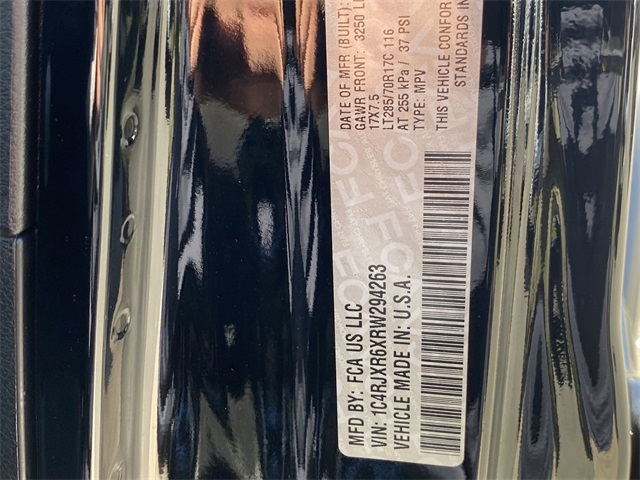 MFD BY: FCA US LLC
VIN: 1C4RJXR6XRW294263
VEHICLE MADE IN: U.S.A.
DATE OF MFR (BUILT):
GAWR FRONT: 3250 L
17X7.5
LT285/70R17C 116
AT 255 kPa / 37 PSI
TYPE: MPV
THIS VEHICLE CONFOR
STANDARDS IN